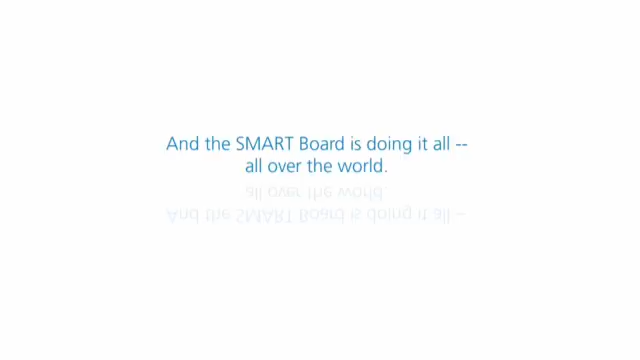 And the SMART Board is doing it all --
all over the world.